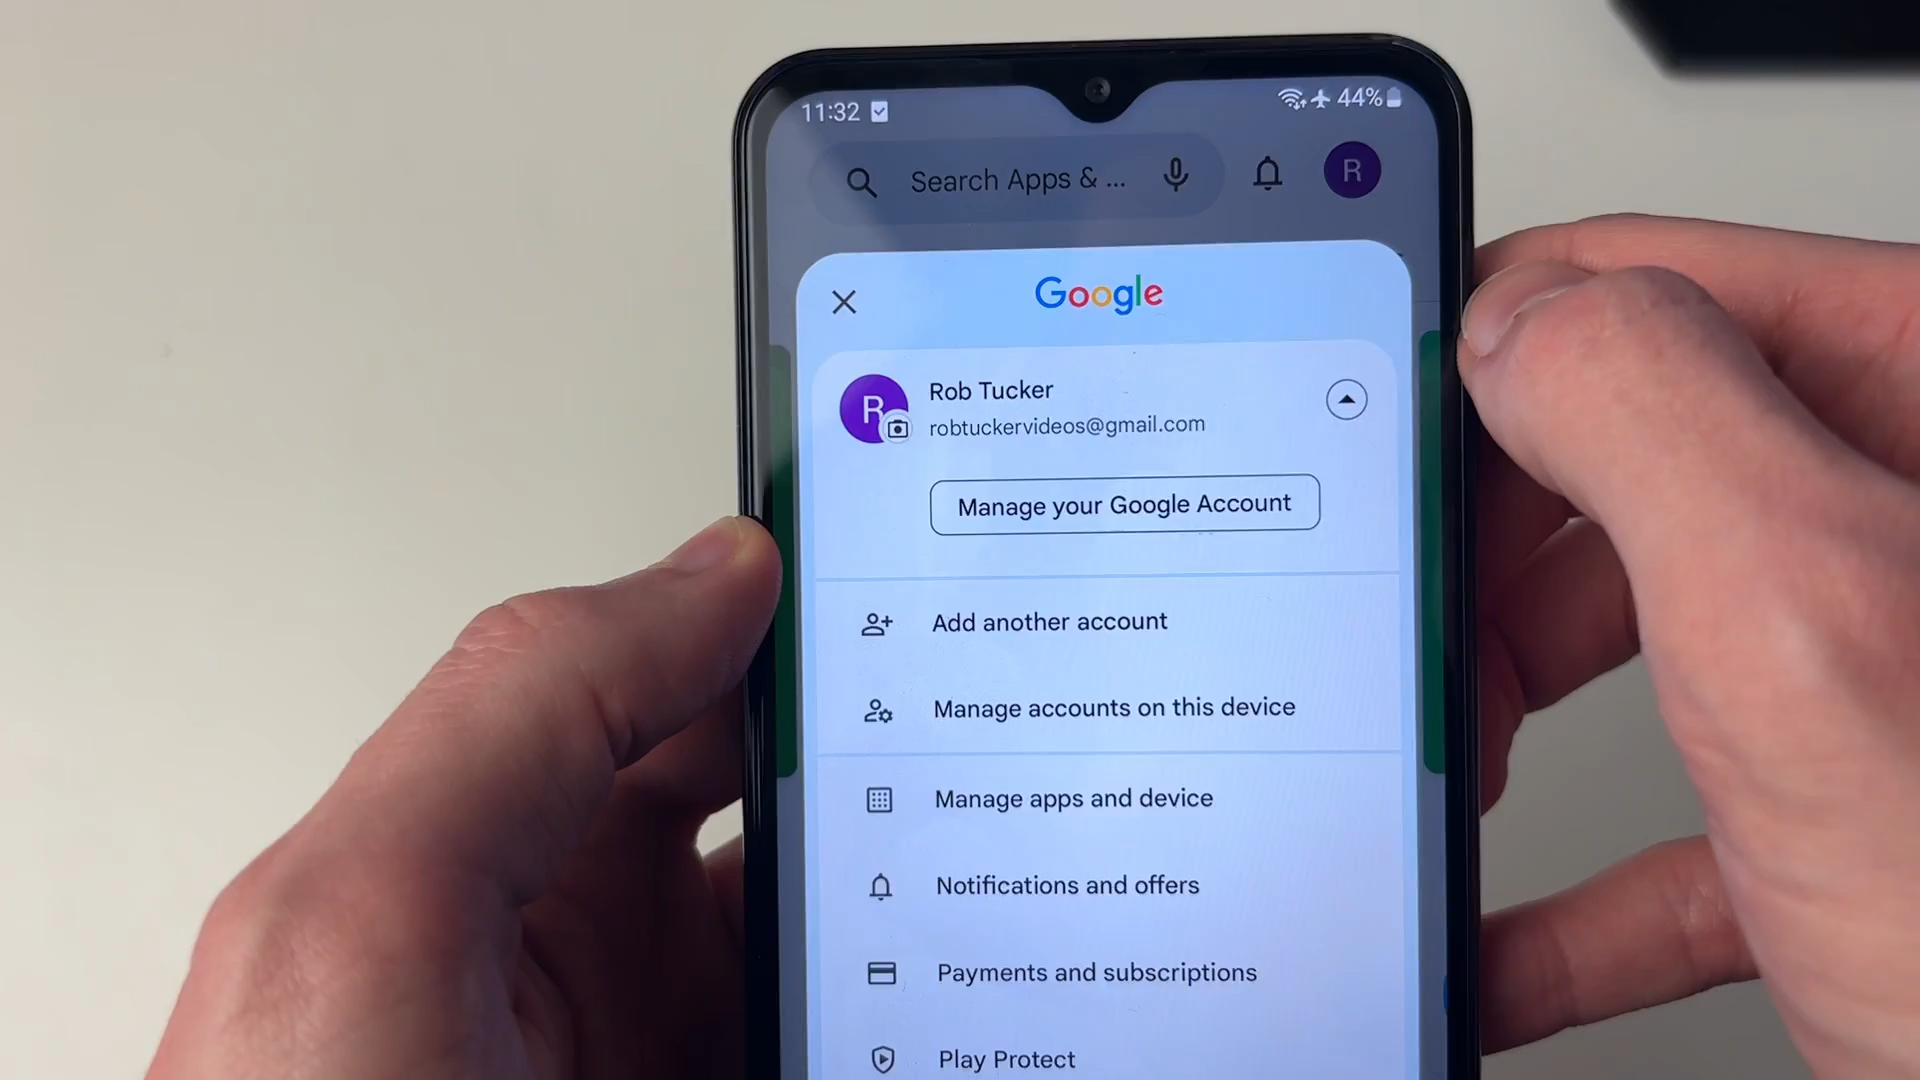 11:32
44%
Search Apps & ...
R
Google
R
Rob Tucker
robtuckervideos@gmail.com
Manage your Google Account
Add another account
Manage accounts on this device
Manage apps and device
Notifications and offers
Payments and subscriptions
Play Protect